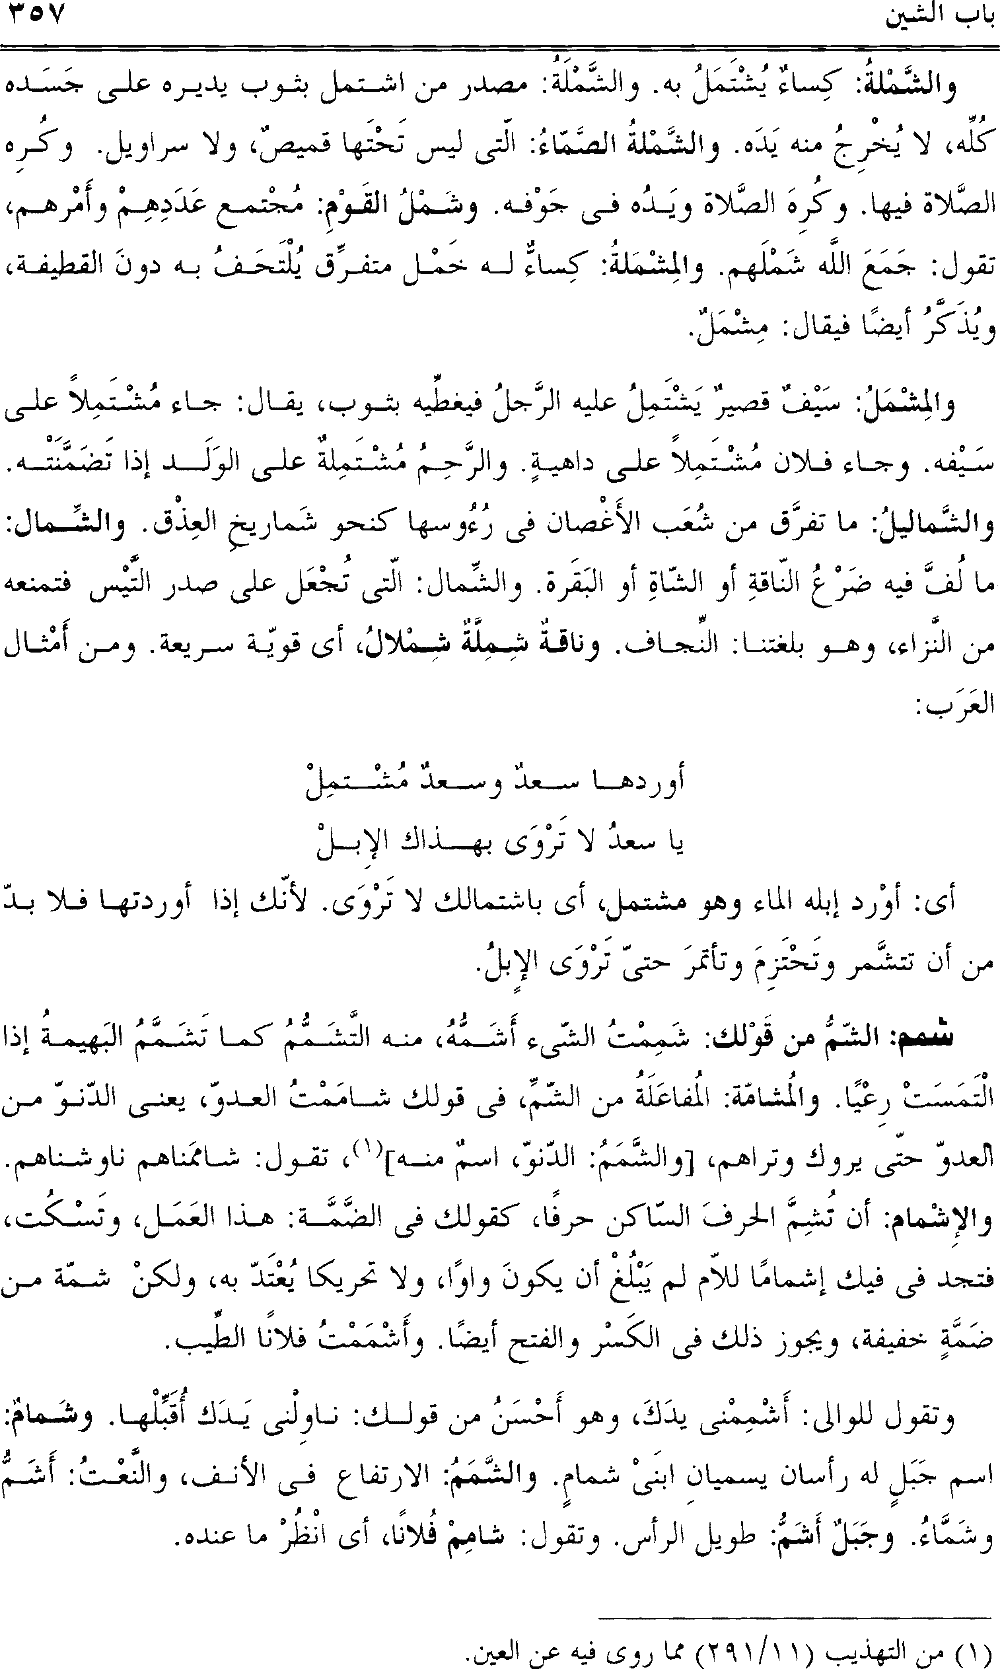 باب الشين ٣٥٧
والشَّمْلةُ: كِساءٌ يُشْتَمَلُ به. والشَّمْلَةُ: مصدر من اشتمل بثوب يديره على جَسَده
كُلِّه، لا يُخْرِجُ منه يَدَه. والشَّملةُ الصَّمّاءُ: الّتى ليس تَحْتَها قميصٌ، ولا سراويل. وكُرِه
الصَّلاة فيها. وكُرِهَ الصَّلاة ويَدُه فى جَوْفه. وشَمْلُ القَوْمِ: مُجْتمع عَدَدِهِمْ وأَمْرهم،
تقول: جَمَعَ اللَّه شَمْلَهم. والمِشْمَلةُ: كِساءٌ له خَمْل متفرِّق يُلْتَحَفُ به دونَ القطيفة،
ويُذَكَّرُ أيضًا فيقال: مِشْمَلٌ.
والمِشْمَلُ: سَيْفٌ قصيرٌ يَشْتَمِلُ عليه الرَّجلُ فيغطِّيه بثوب، يقال: جاء مُشْتَمِلاً على
سَيْفه. وجاء فلان مُشْتَمِلاً على داهيةٍ. والرَّحِمُ مُشْتَمِلةٌ على الوَلَد إذا تَضَمَّنَتْه.
والشَّماليلُ: ما تفرَّق من شُعَب الأَغْصان فى رُءُوسها كنحو شَماريخِ العِذْق. والشِّمال:
ما لُفَّ فيه ضَرْعُ النّاقةِ أو الشّاةِ أو البَقَرة. والشِّمال: الّتى تُجْعَل على صدر التَّيْس فتمنعه
من النَّزاء، وهو بلغتنا: النِّجاف. وناقةٌ شِمِلَّةٌ شِمْلالُ، أى قويّة سريعة. ومن أَمْثال
العَرَب:
أوردها سعدٌ وسعدٌ مُشْتمِلْ
يا سعدُ لا تَرْوَى بهذاك الإبلْ
أى: أوْرد إبله الماء وهو مشتمل، أى باشتمالك لا تَرْوَى. لأنّك إذا أوردتها فلا بدّ
من أن تتشَّمر وتَحْتَزِمَ وتأتمرَ حتىّ تَرْوَى الإبلُ.
شمم: الشّمُّ من قَوْلك: شَمِمْتُ الشّىء أَشَمُّهُ، منه التَّشَمُّمُ كما تَشَمَّمُ البَهيمةُ إذا
الْتَمَسَتْ رِعْيًا. والمُشامّة: المُفاعَلَةُ من الشّمِّ، فى قولك شامَمْتُ العدوّ، يعنى الدّنوّ من
العدوّ حتّى يروك وتراهم، [والشَّمَمُ: الدّنوّ، اسمٌ منه](١)، تقول: شاممناهم ناوشناهم.
والإشْمام: أن تُشِمَّ الحرفَ السّاكن حرفًا، كقولك فى الضَّمَّة: هذا العَمَل، وتَسْكُت،
فتجد فى فيك إشمامًا للاّم لم يَبْلُغْ أن يكونَ واوًا، ولا تحريكا يُعْتَدّ به، ولكنْ شمّة من
ضَمَّةٍ خفيفة، ويجوز ذلك فى الكَسْر والفتح أيضًا. وأَشْمَمْتُ فلانًا الطِّيب.
وتقول للوالى: أَشْمِمْنى يدَكَ، وهو أَحْسَنُ من قولك: ناوِلْنى يَدَك أُقَبِّلْها. وشَمامٌ:
اسم جَبَلٍ له رأسان يسميانِ ابنَىْ شمامٍ. والشَّمَمُ: الارتفاع فى الأنف، والنَّعْتُ: أَشَمُّ
وشَمَّاءُ. وجَبَلٌ أَشَمُّ: طويل الرأس. وتقول: شامِمْ فُلانًا، أى انْظُرْ ما عنده.
(١) من التهذيب (٢٩١/١١) مما روى فيه عن العين.